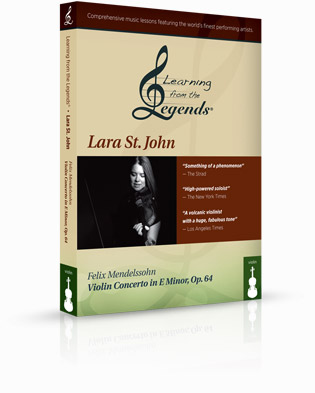 Comprehensive music lessons featuring the world's finest performing artists.
Learning
from the
Legends®
Lara St. John
"Something of a phenomenon"
— The Strad
"High-powered soloist"
— The New York Times
"A volcanic violinist
with a huge, fabulous tone"
— Los Angeles Times
Felix Mendelssohn
Violin Concerto in E Minor, Op. 64
VIOLIN
Learning from the Legends® • Lara St. John
Felix Mendelssohn
Violin Concerto in E Minor, Op. 64
VIOLIN